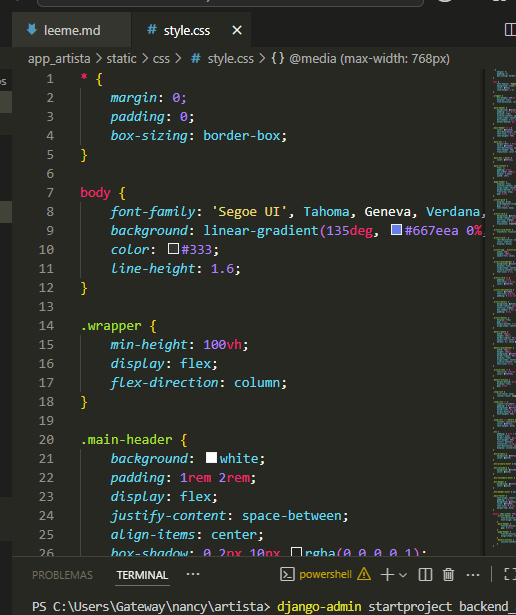 leeme.md
# style.css
app_artista > static > css > # style.css > {} @media (max-width: 768px)
1 * {
2 margin: 0;
3 padding: 0;
4 box-sizing: border-box;
5 }
6
7 body {
8 font-family: 'Segoe UI', Tahoma, Geneva, Verdana,
9 background: linear-gradient(135deg, #667eea 0%,
10 color: #333;
11 line-height: 1.6;
12 }
13
14 .wrapper {
15 min-height: 100vh;
16 display: flex;
17 flex-direction: column;
18 }
19
20 .main-header {
21 background: white;
22 padding: 1rem 2rem;
23 display: flex;
24 justify-content: space-between;
25 align-items: center;
26 box-shadow: 0 2px 10px rgba(0,0,0,0.1);
PROBLEMAS TERMINAL ... powershell
PS C:\Users\Gateway\nancy\artista> django-admin startproject backend_